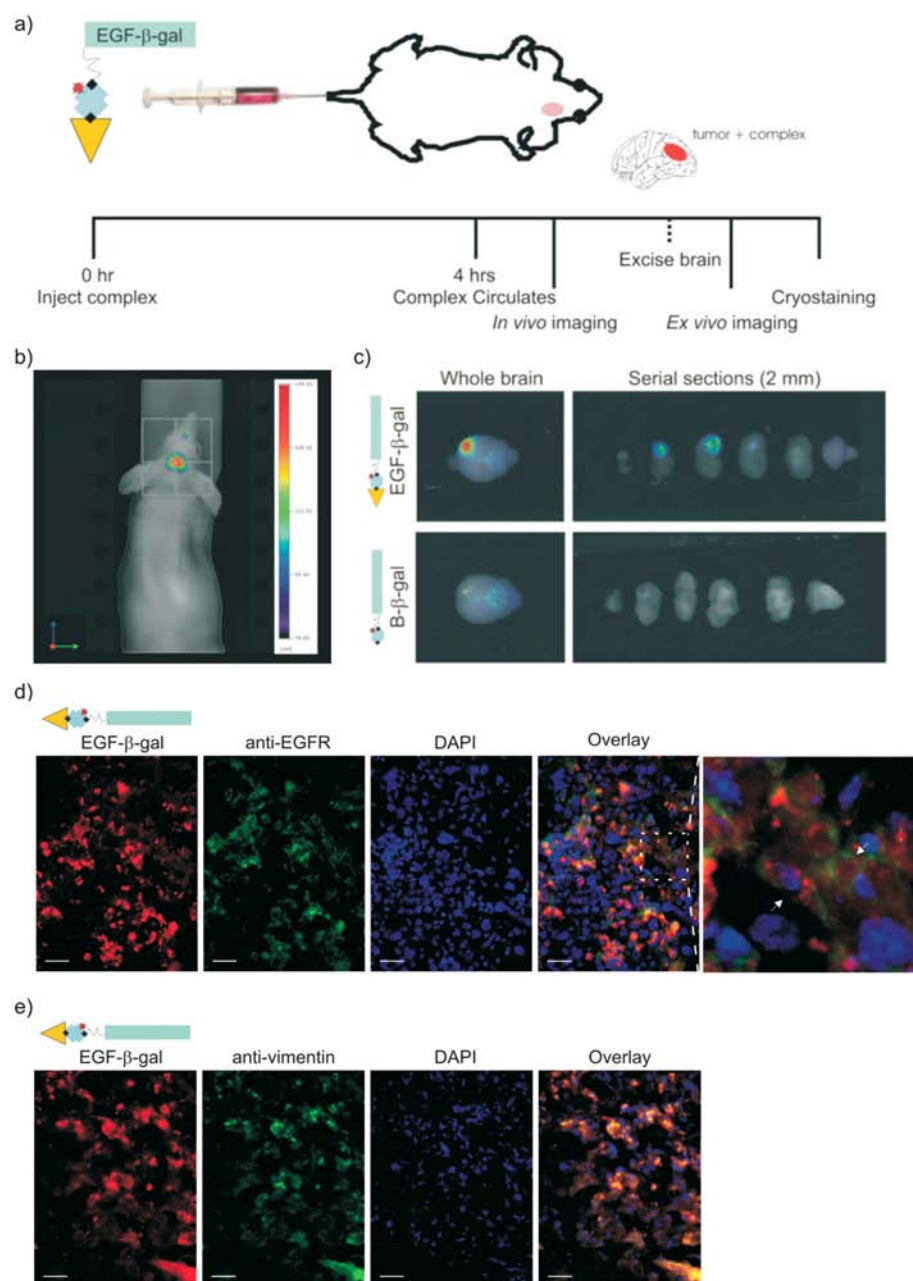 a)
EGF-β-gal
tumor + complex
0 hr
Inject complex
4 hrs
Complex Circulates
In vivo imaging
Excise brain
Ex vivo imaging
Cryostaining
b)
c)
Whole brain
Serial sections (2 mm)
EGF-β-gal
B-β-gal
d)
EGF-β-gal
anti-EGFR
DAPI
Overlay
e)
EGF-β-gal
anti-vimentin
DAPI
Overlay